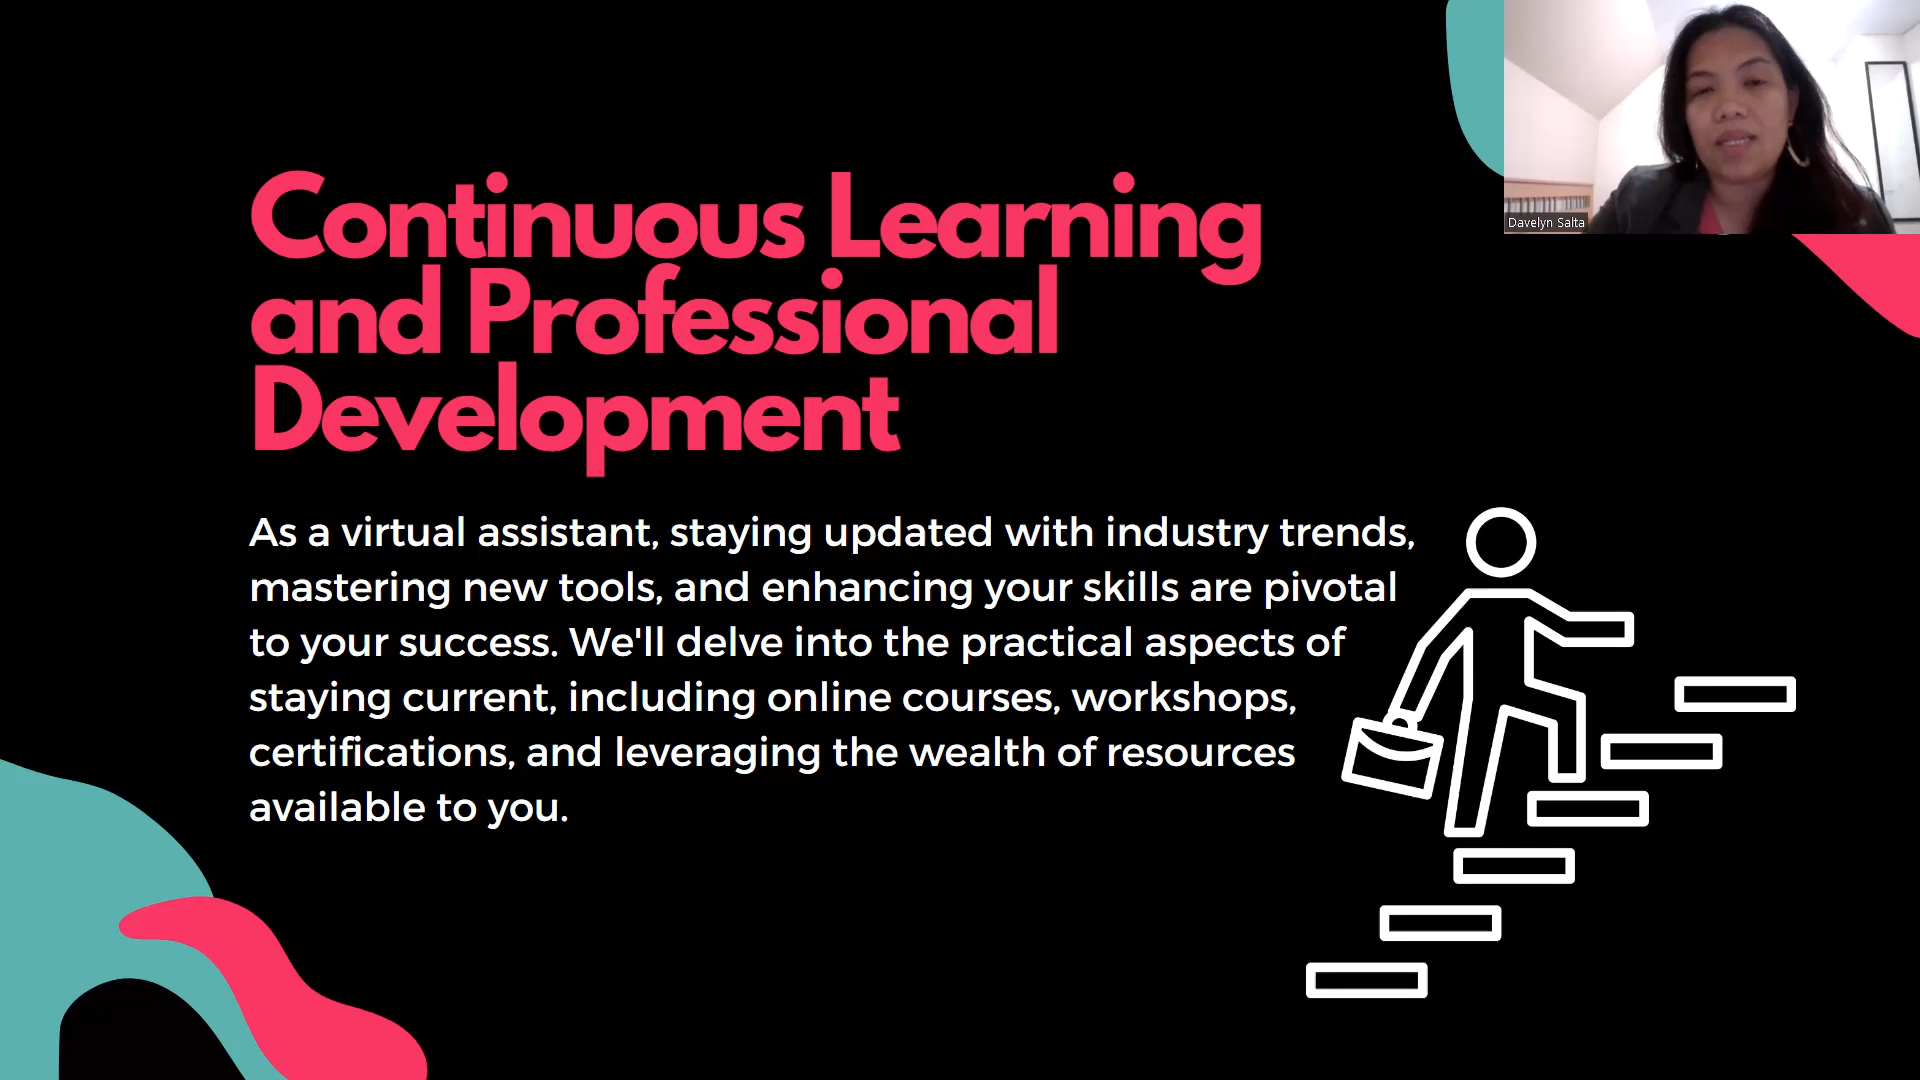 Continuous Learning
and Professional
Development
As a virtual assistant, staying updated with industry trends,
mastering new tools, and enhancing your skills are pivotal
to your success. We'll delve into the practical aspects of
staying current, including online courses, workshops,
certifications, and leveraging the wealth of resources
available to you.
Davelyn Salta